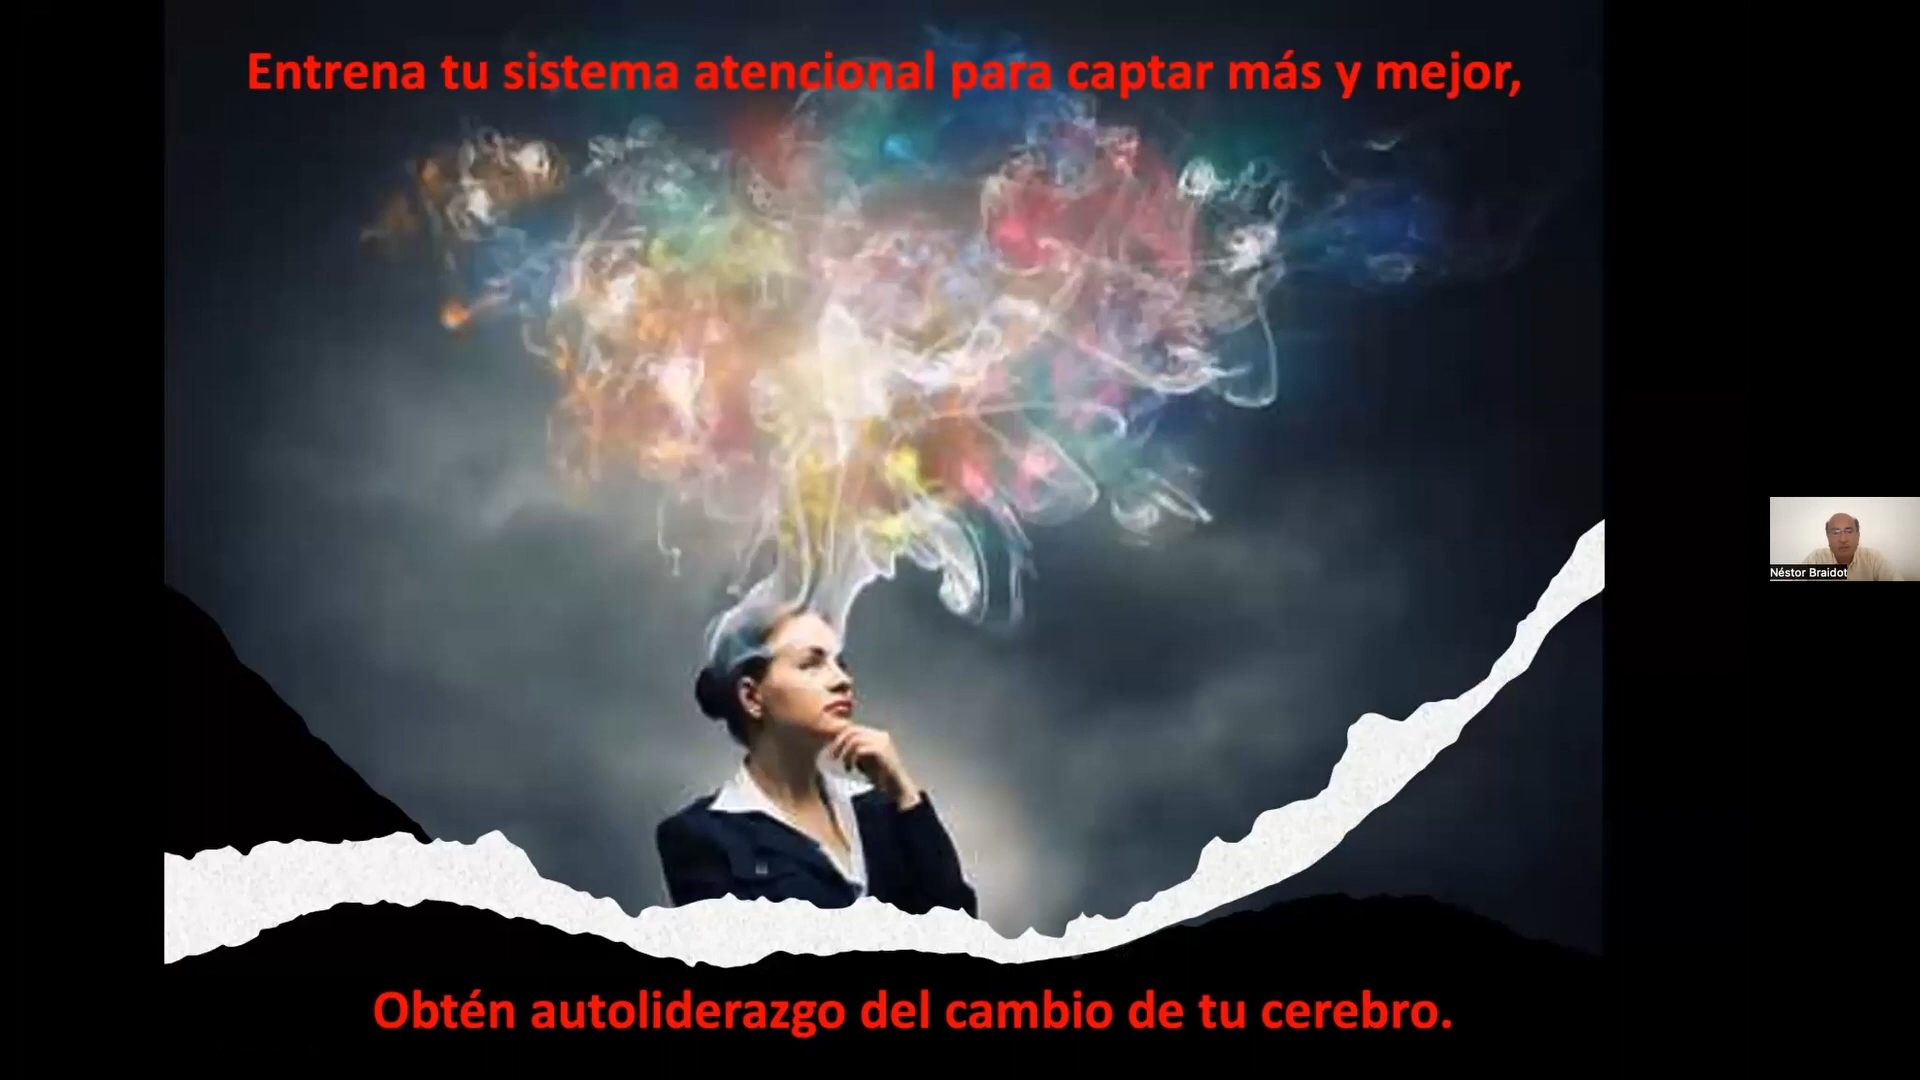 Entrena tu sistema atencional para captar más y mejor,
Néstor Braidot
Obtén autoliderazgo del cambio de tu cerebro.